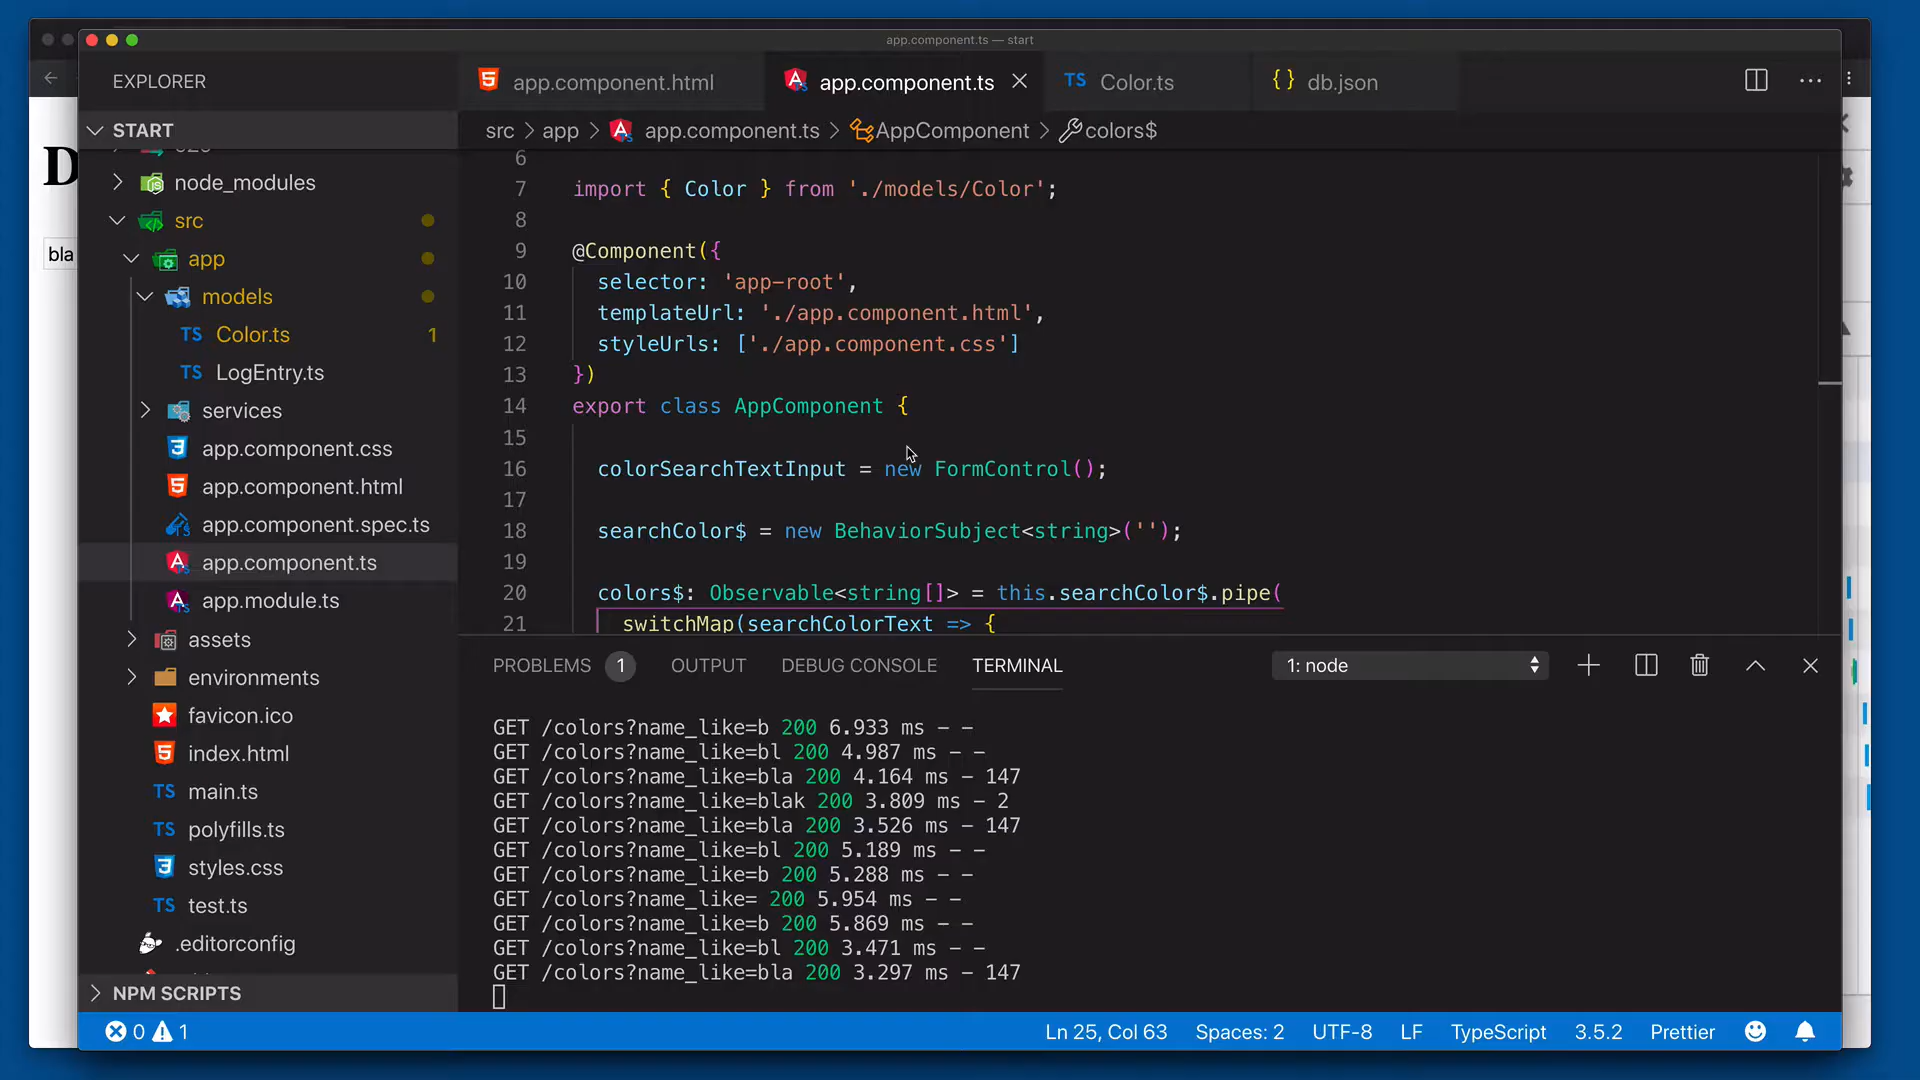 app.component.ts — start
EXPLORER
app.component.html
app.component.ts
TS Color.ts
{} db.json
START
src > app > app.component.ts > AppComponent > colors$
D
bla
node_modules
src
app
models
TS Color.ts 1
TS LogEntry.ts
services
app.component.css
app.component.html
app.component.spec.ts
app.component.ts
app.module.ts
assets
environments
favicon.ico
index.html
TS main.ts
TS polyfills.ts
styles.css
TS test.ts
.editorconfig
NPM SCRIPTS
6
7 import { Color } from './models/Color';
8
9 @Component({
10 selector: 'app-root',
11 templateUrl: './app.component.html',
12 styleUrls: ['./app.component.css']
13 })
14 export class AppComponent {
15
16 colorSearchTextInput = new FormControl();
17
18 searchColor$ = new BehaviorSubject<string>('');
19
20 colors$: Observable<string[]> = this.searchColor$.pipe(
21 switchMap(searchColorText => {
PROBLEMS 1 OUTPUT DEBUG CONSOLE TERMINAL 1: node
GET /colors?name_like=b 200 6.933 ms - -
GET /colors?name_like=bl 200 4.987 ms - -
GET /colors?name_like=bla 200 4.164 ms - 147
GET /colors?name_like=blak 200 3.809 ms - 2
GET /colors?name_like=bla 200 3.526 ms - 147
GET /colors?name_like=bl 200 5.189 ms - -
GET /colors?name_like=b 200 5.288 ms - -
GET /colors?name_like= 200 5.954 ms - -
GET /colors?name_like=b 200 5.869 ms - -
GET /colors?name_like=bl 200 3.471 ms - -
GET /colors?name_like=bla 200 3.297 ms - 147
0 1 Ln 25, Col 63 Spaces: 2 UTF-8 LF TypeScript 3.5.2 Prettier